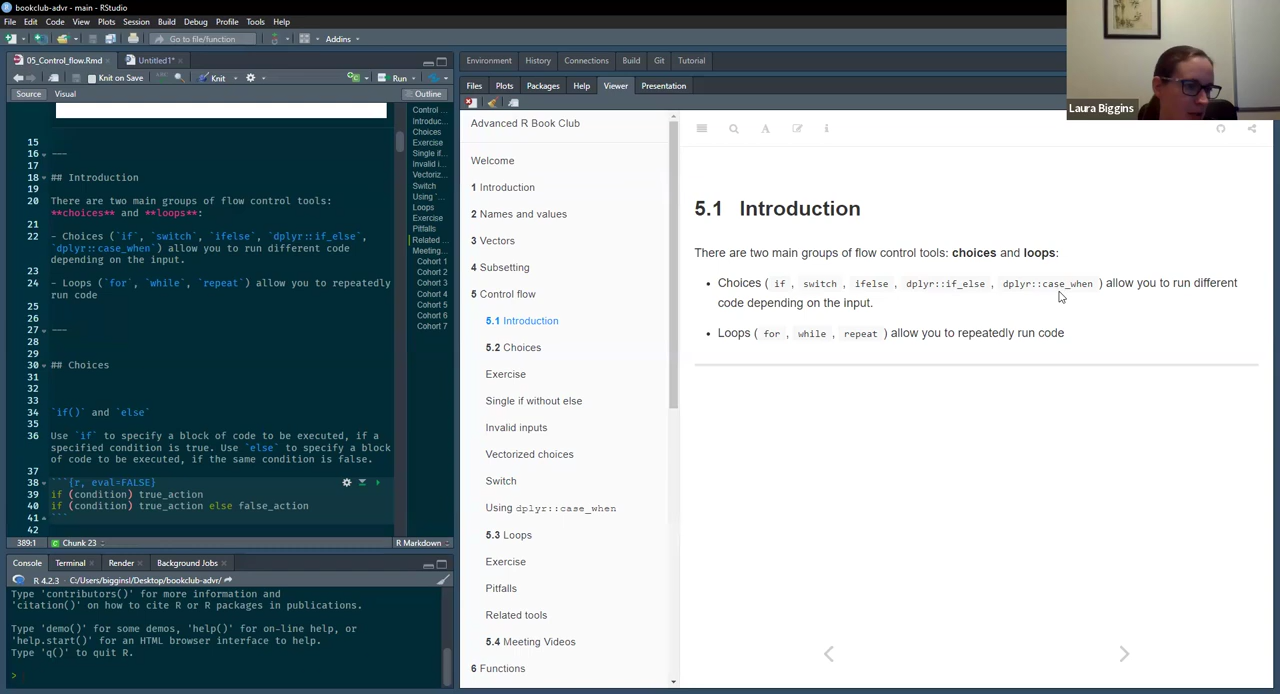 bookclub-advr - main - RStudio
File Edit Code View Plots Session Build Debug Profile Tools Help
Go to file/function
Addins
05_Control_flow.Rmd
Untitled1*
Knit on Save
Knit
Run
Source Visual
Outline
15
16 ---
17
18 ## Introduction
19
20 There are two main groups of flow control tools:
**choices** and **loops**:
21
22 - Choices (`if`, `switch`, `ifelse`, `dplyr::if_else`,
`dplyr::case_when`) allow you to run different code
depending on the input.
23
24 - Loops (`for`, `while`, `repeat`) allow you to repeatedly
run code
25
26
27 ---
28
29
30 ## Choices
31
32
33
34 `if()` and `else`
35
36 Use `if` to specify a block of code to be executed, if a
specified condition is true. Use `else` to specify a block
of code to be executed, if the same condition is false.
37
38 ```{r, eval=FALSE}
39 if (condition) true_action
40 if (condition) true_action else false_action
41 ```
42
Control ...
Introduc...
Choices
Exercise
Single if...
Invalid i...
Vectoriz...
Switch
Using `...
Loops
Exercise
Pitfalls
Related ...
Meeting...
Cohort 1
Cohort 2
Cohort 3
Cohort 4
Cohort 5
Cohort 6
Cohort 7
389:1 Chunk 23 R Markdown
Console Terminal Render Background Jobs
R 4.2.3 · C:/Users/bigginsl/Desktop/bookclub-advr/
Type 'contributors()' for more information and
'citation()' on how to cite R or R packages in publications.
Type 'demo()' for some demos, 'help()' for on-line help, or
'help.start()' for an HTML browser interface to help.
Type 'q()' to quit R.
>
Environment History Connections Build Git Tutorial
Files Plots Packages Help Viewer Presentation
Advanced R Book Club
Welcome
1 Introduction
2 Names and values
3 Vectors
4 Subsetting
5 Control flow
5.1 Introduction
5.2 Choices
Exercise
Single if without else
Invalid inputs
Vectorized choices
Switch
Using dplyr::case_when
5.3 Loops
Exercise
Pitfalls
Related tools
5.4 Meeting Videos
6 Functions
5.1 Introduction
There are two main groups of flow control tools: choices and loops:
• Choices ( if , switch , ifelse , dplyr::if_else , dplyr::case_when ) allow you to run different
code depending on the input.
• Loops ( for , while , repeat ) allow you to repeatedly run code
Laura Biggins